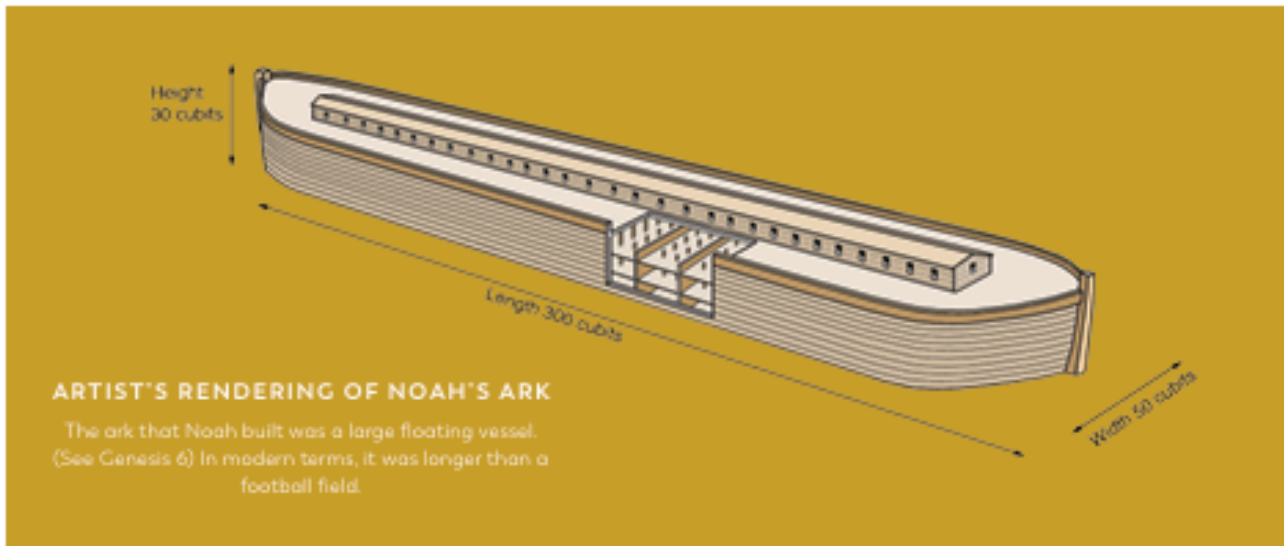 Height
30 cubits
Length 300 cubits
Width 50 cubits
ARTIST'S RENDERING OF NOAH'S ARK
The ark that Noah built was a large floating vessel.
(See Genesis 6) In modern terms, it was longer than a
football field.